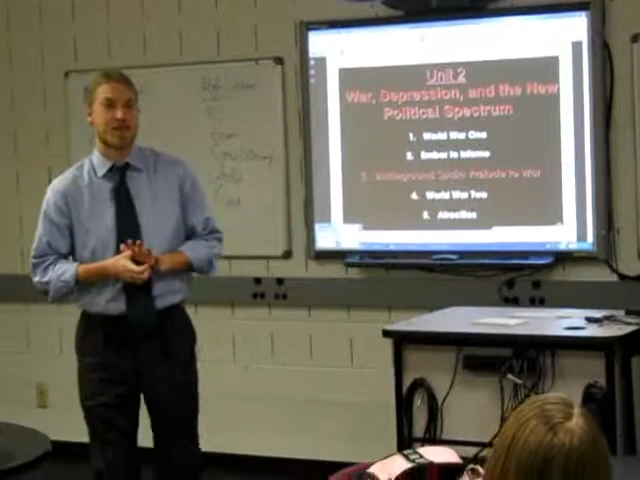 Unit 2
War, Depression, and the New
Political Spectrum
1. World War One
2. Ember to Inferno
3. Battleground Spain: Prelude to War
4. World War Two
5. Atrocities